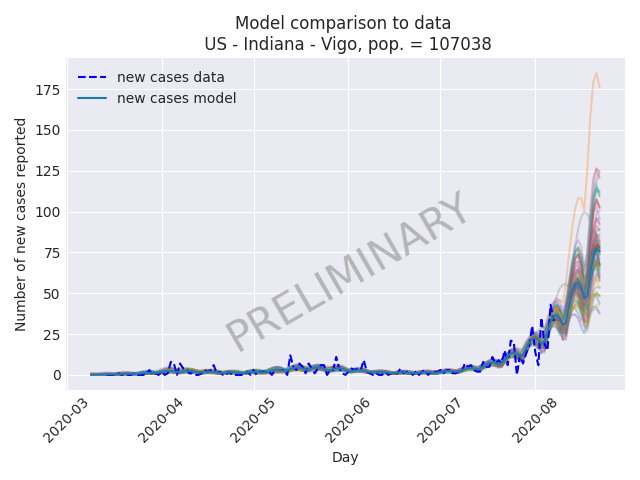 Model comparison to data
US - Indiana - Vigo, pop. = 107038
new cases data
new cases model
Number of new cases reported
175
150
125
100
75
50
25
0
PRELIMINARY
2020-03
2020-04
2020-05
2020-06
2020-07
2020-08
Day